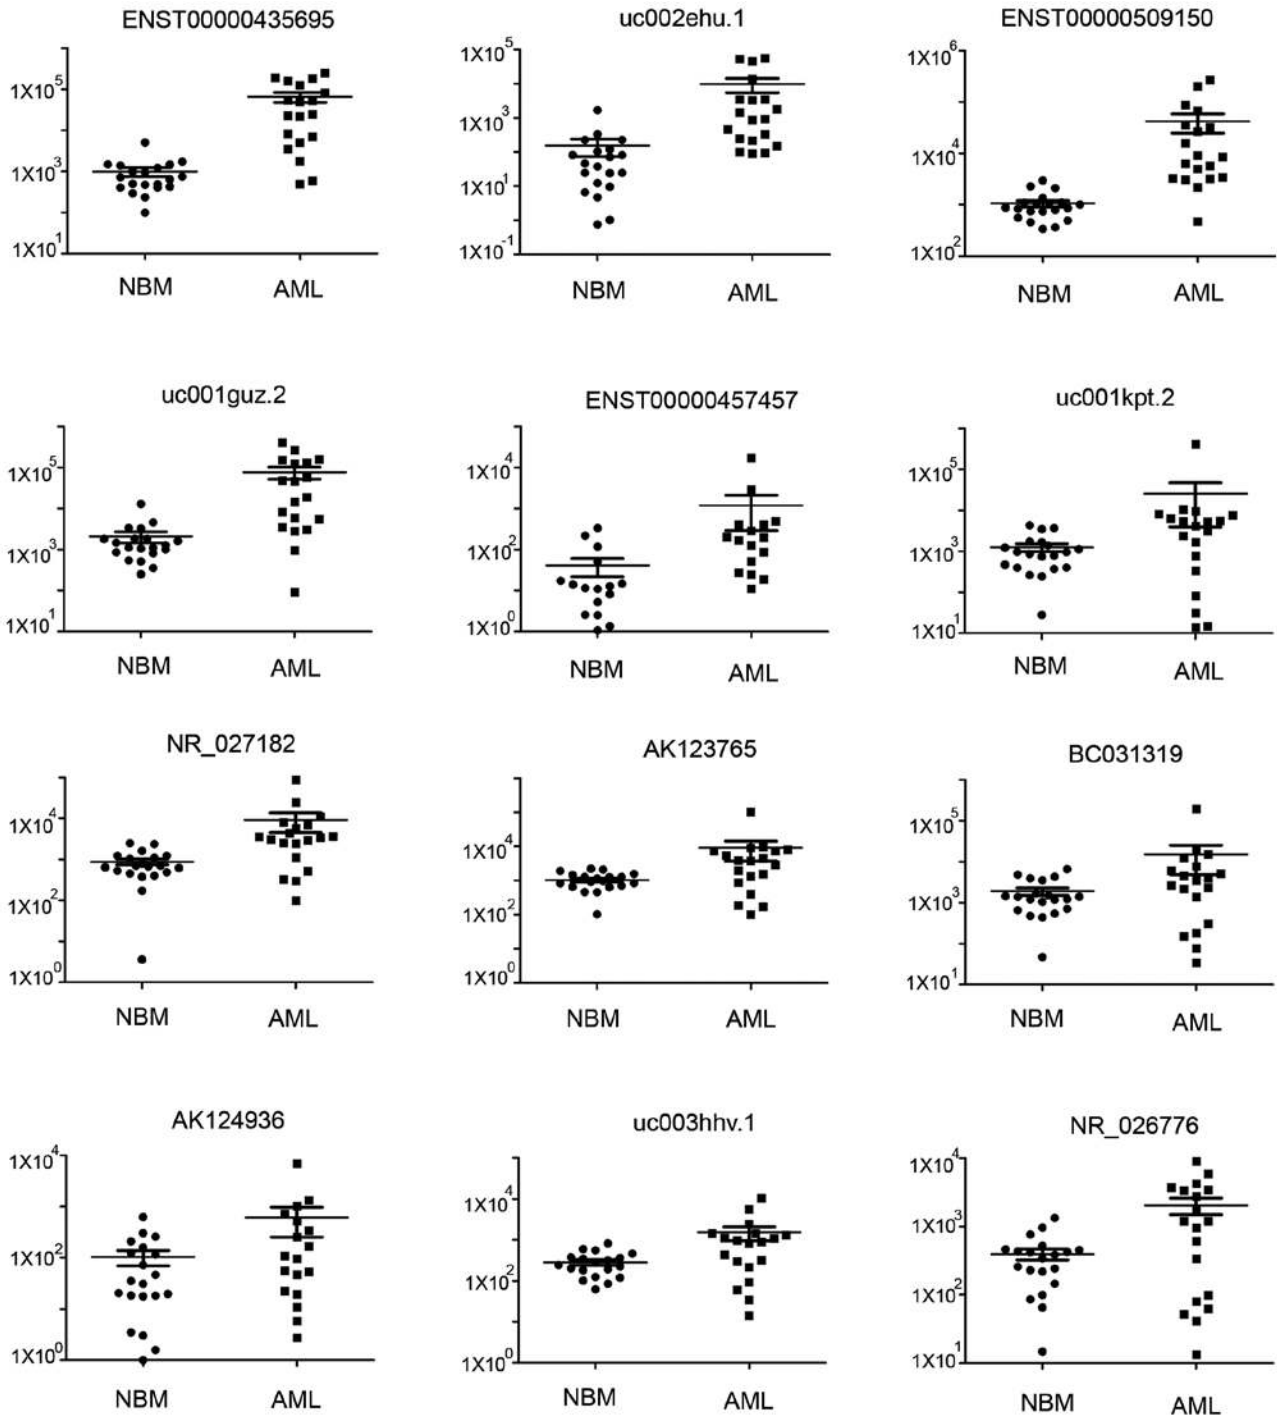 ENST00000435695
1X10^5
1X10^3
1X10^1
NBM
AML
uc002ehu.1
1X10^5
1X10^3
1X10^1
1X10^-1
NBM
AML
ENST00000509150
1X10^6
1X10^4
1X10^2
NBM
AML
uc001guz.2
1X10^5
1X10^3
1X10^1
NBM
AML
ENST00000457457
1X10^4
1X10^2
1X10^0
NBM
AML
uc001kpt.2
1X10^5
1X10^3
1X10^1
NBM
AML
NR_027182
1X10^4
1X10^2
1X10^0
NBM
AML
AK123765
1X10^4
1X10^2
1X10^0
NBM
AML
BC031319
1X10^5
1X10^3
1X10^1
NBM
AML
AK124936
1X10^4
1X10^2
1X10^0
NBM
AML
uc003hhv.1
1X10^4
1X10^2
1X10^0
NBM
AML
NR_026776
1X10^4
1X10^3
1X10^2
1X10^1
NBM
AML